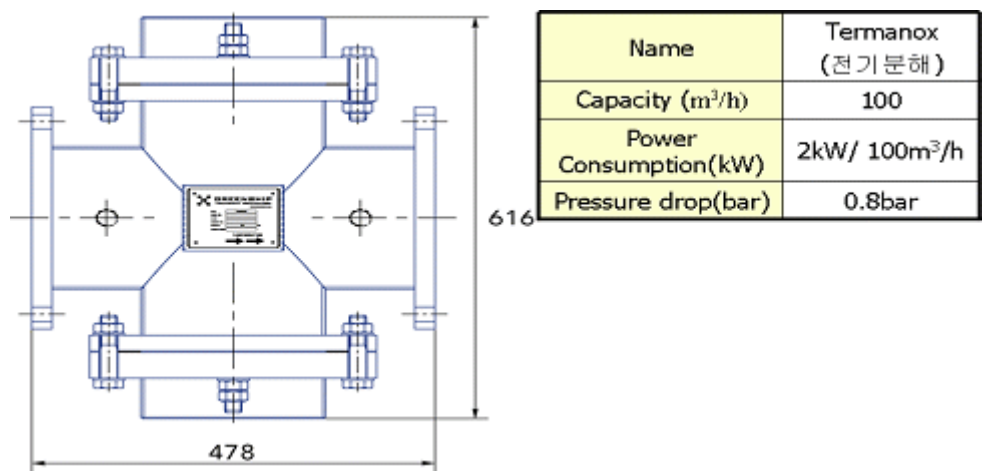 616
478
GREENSHIP
Name
Termanox
(전기분해)
Capacity (m³/h)
100
Power
Consumption(kW)
2kW/ 100m³/h
Pressure drop(bar)
0.8bar